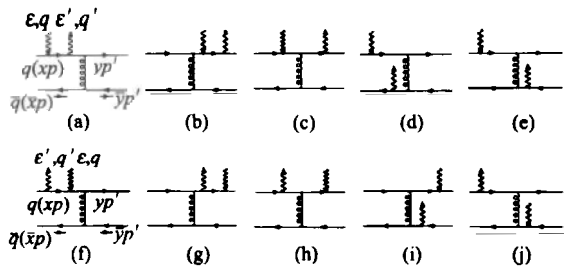 ε,q ε′,q′
q(xp) yp′
q̄(x̄p) ȳp′
(a) (b) (c) (d) (e)
ε′,q′ ε,q
q(xp) yp′
q̄(x̄p) ȳp′
(f) (g) (h) (i) (j)